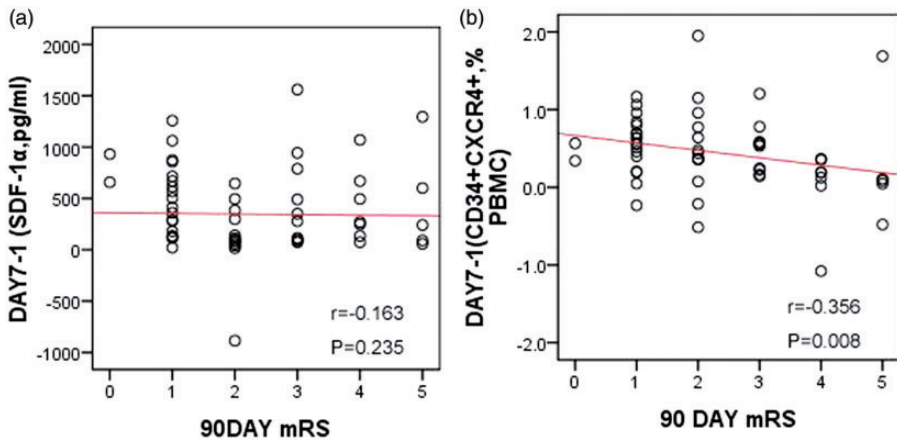 (a)
DAY7-1 (SDF-1α,pg/ml)
2000
1500
1000
500
0
-500
-1000
r=-0.163
P=0.235
0 1 2 3 4 5
90DAY mRS
(b)
DAY7-1(CD34+CXCR4+,%
PBMC)
2.0
1.0
0.0
-1.0
-2.0
r=-0.356
P=0.008
0 1 2 3 4 5
90 DAY mRS